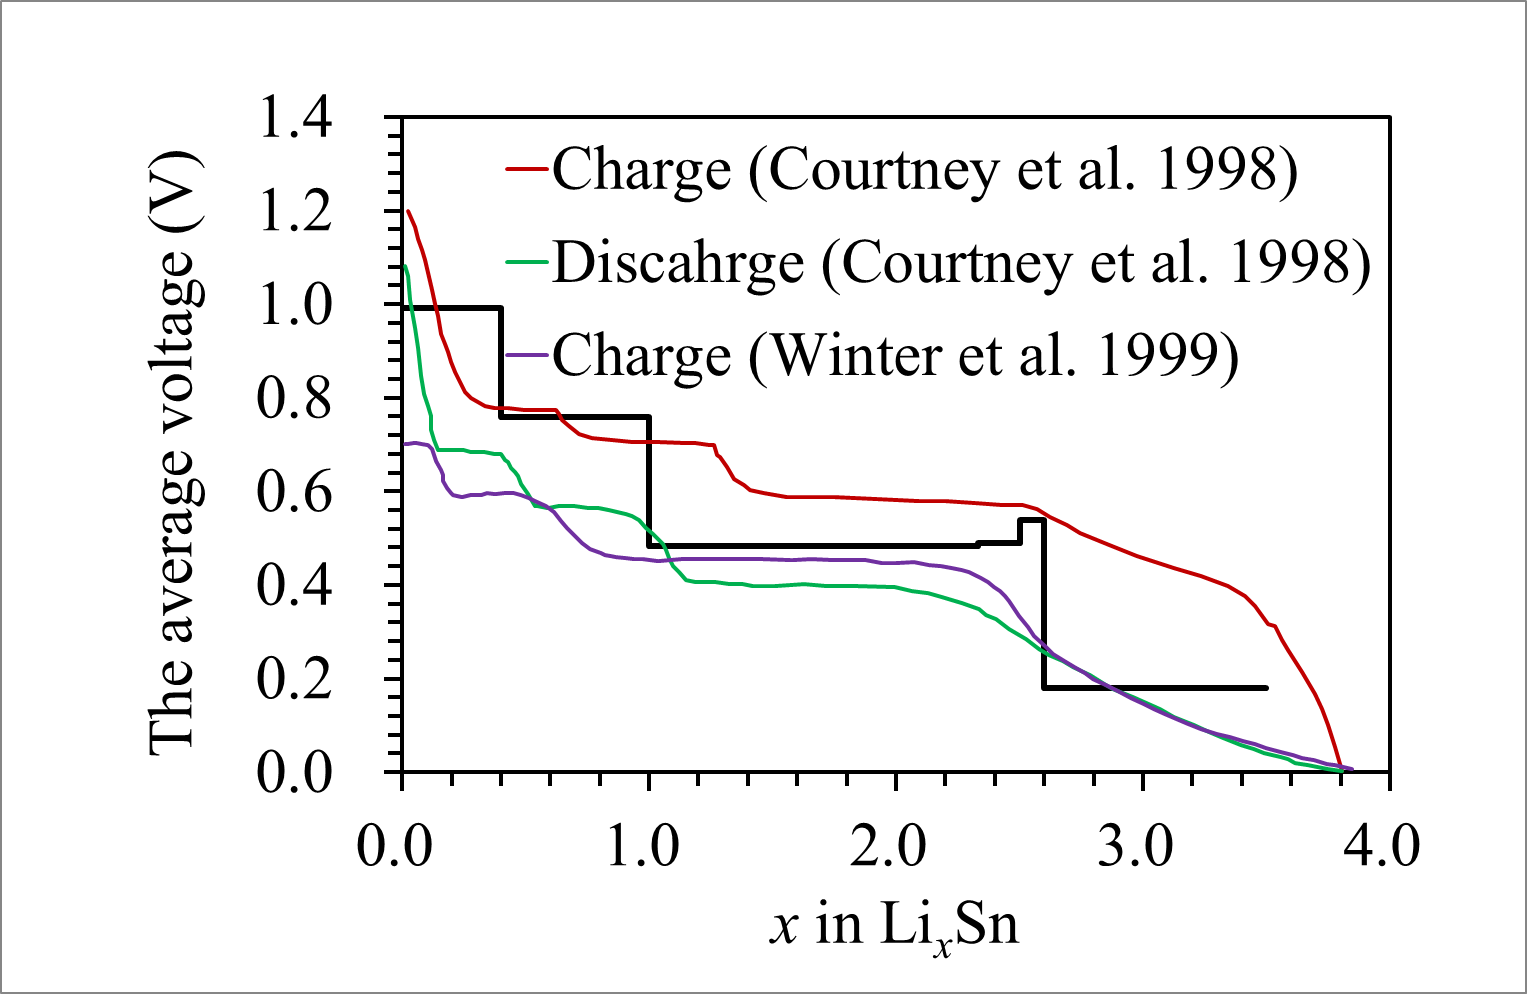 The average voltage (V)
1.4
1.2
1.0
0.8
0.6
0.4
0.2
0.0
Charge (Courtney et al. 1998)
Discahrge (Courtney et al. 1998)
Charge (Winter et al. 1999)
0.0 1.0 2.0 3.0 4.0
x in LixSn